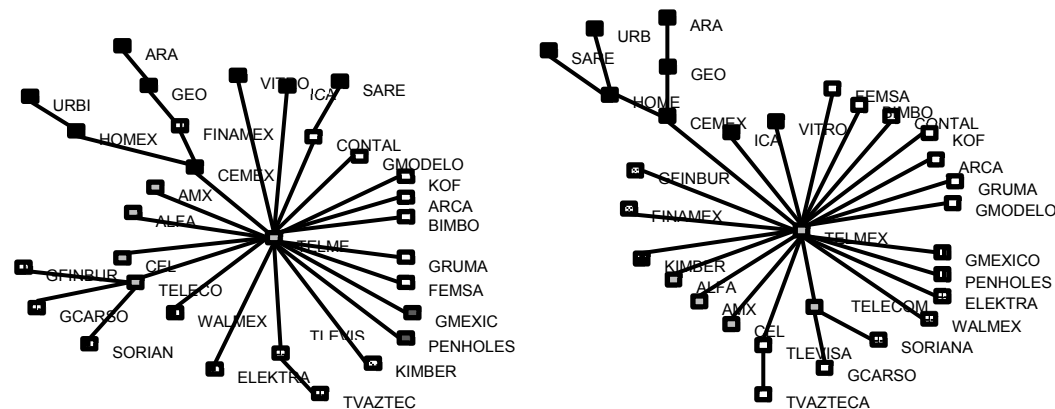 ARA
VITRO
ICA
SARE
GEO
URBI
HOMEX
FINAMEX
CONTAL
CEMEX
GMODELO
KOF
AMX
ARCA
ALFA
BIMBO
TELME
CEL
GFINBUR
GRUMA
TELECO
FEMSA
GCARSO
WALMEX
GMEXIC
TLEVIS
PENHOLES
SORIAN
ELEKTRA
KIMBER
TVAZTEC
URB
ARA
SARE
GEO
HOME
FEMSA
BIMBO
CEMEX
VITRO
CONTAL
ICA
KOF
ARCA
GFINBUR
GRUMA
FINAMEX
GMODELO
TELMEX
KIMBER
GMEXICO
ALFA
PENHOLES
AMX
TELECOM
ELEKTRA
WALMEX
CEL
SORIANA
TLEVISA
GCARSO
TVAZTECA